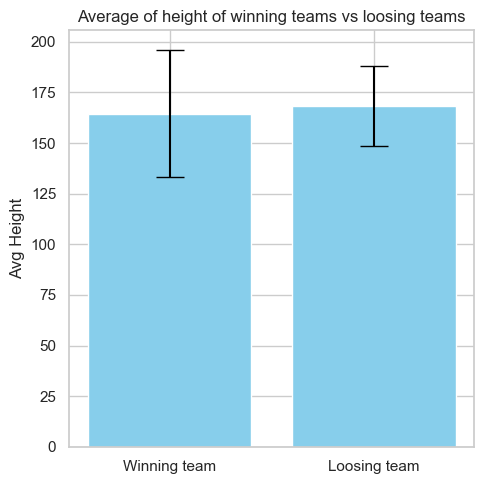 Average of height of winning teams vs loosing teams
200
175
150
125
100
75
50
25
0
Avg Height
Winning team
Loosing team